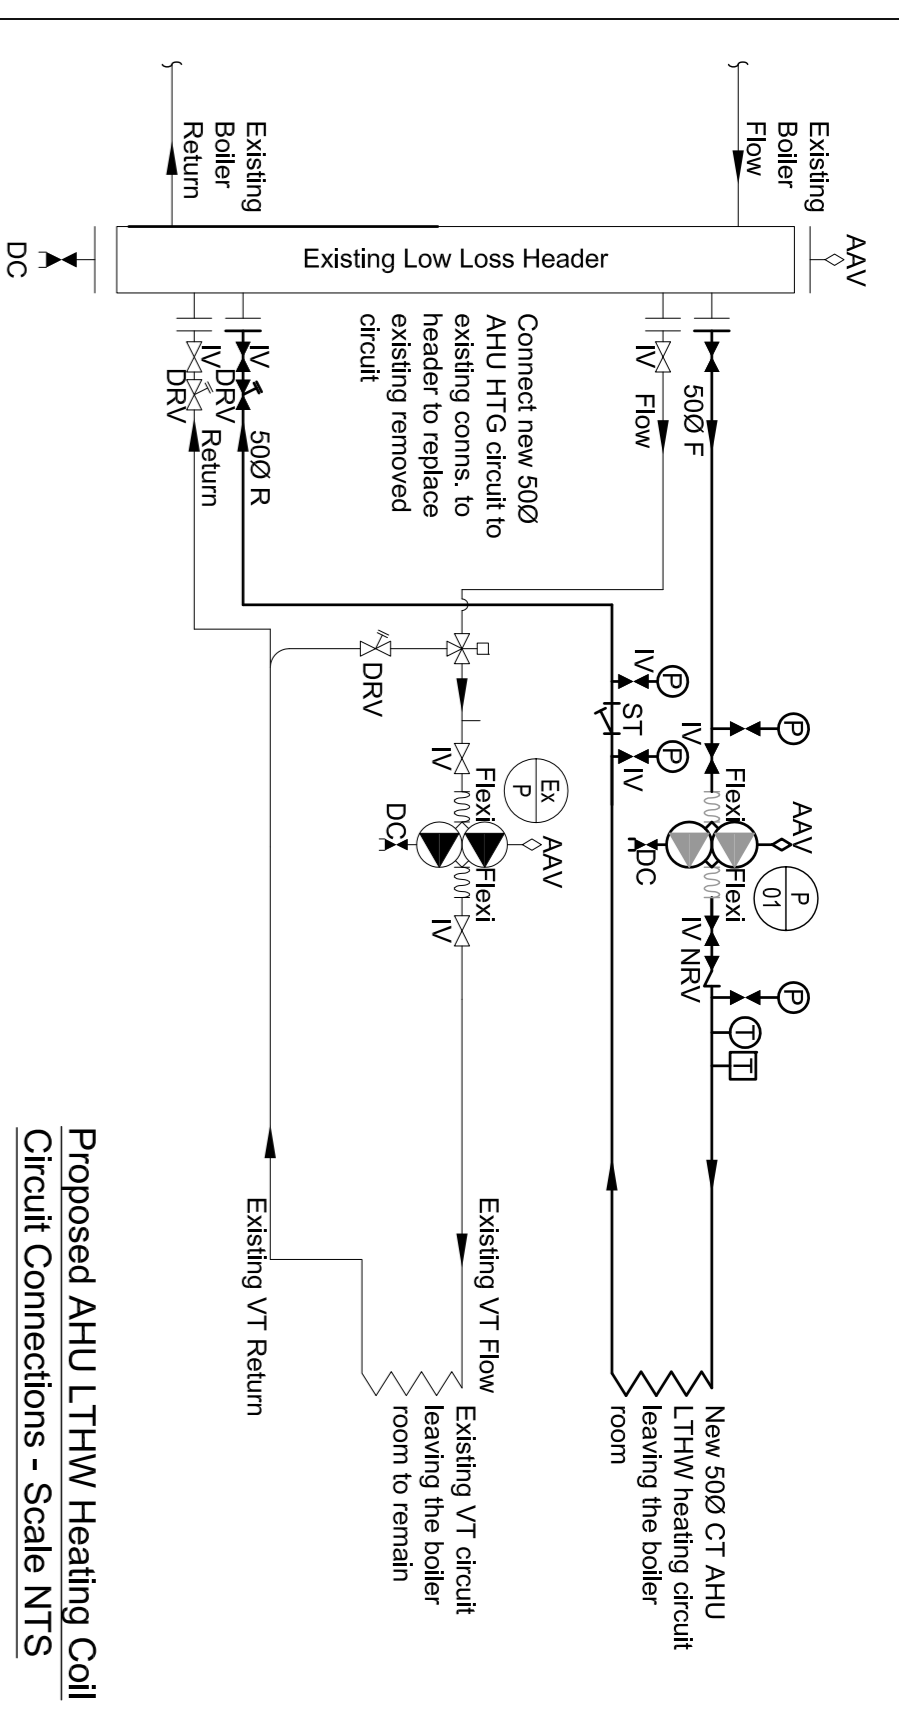 AAV
Existing
Boiler
Flow
Existing
Boiler
Return
Existing Low Loss Header
DC
IV
50Ø F
IV
Flow
Connect new 50Ø
AHU HTG circuit to
existing conns. to
header to replace
existing removed
circuit
IV
DRV
50Ø R
IV
DRV
Return
P
IV
Flexi
AAV
DC
Flexi
P
01
IV
NRV
P
T
T
IV
P
ST
P
IV
DRV
IV
Flexi
Ex
P
DC
AAV
Flexi
IV
New 50Ø CT AHU
LTHW heating circuit
leaving the boiler
room
Existing VT Flow
Existing VT circuit
leaving the boiler
room to remain
Existing VT Return
Proposed AHU LTHW Heating Coil
Circuit Connections - Scale NTS